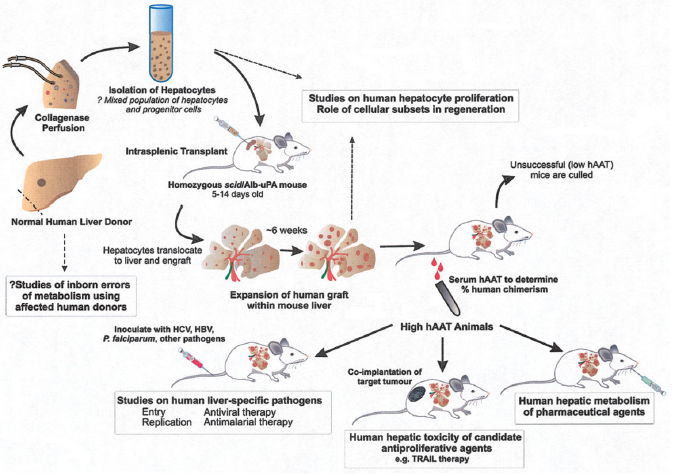 Isolation of Hepatocytes
? Mixed population of hepatocytes
and progenitor cells
Collagenase
Perfusion
Studies on human hepatocyte proliferation
Role of cellular subsets in regeneration
Intrasplenic Transplant
Unsuccessful (low hAAT)
mice are culled
Homozygous scid/Alb-uPA mouse
5-14 days old
Normal Human Liver Donor
~6 weeks
Hepatocytes translocate
to liver and engraft
?Studies of inborn errors
of metabolism using
affected human donors
Serum hAAT to determine
% human chimerism
Expansion of human graft
within mouse liver
High hAAT Animals
Inoculate with HCV, HBV,
P. falciparum, other pathogens
Co-implantation of
target tumour
Studies on human liver-specific pathogens
Entry Antiviral therapy
Replication Antimalarial therapy
Human hepatic metabolism
of pharmaceutical agents
Human hepatic toxicity of candidate
antiproliferative agents
e.g. TRAIL therapy